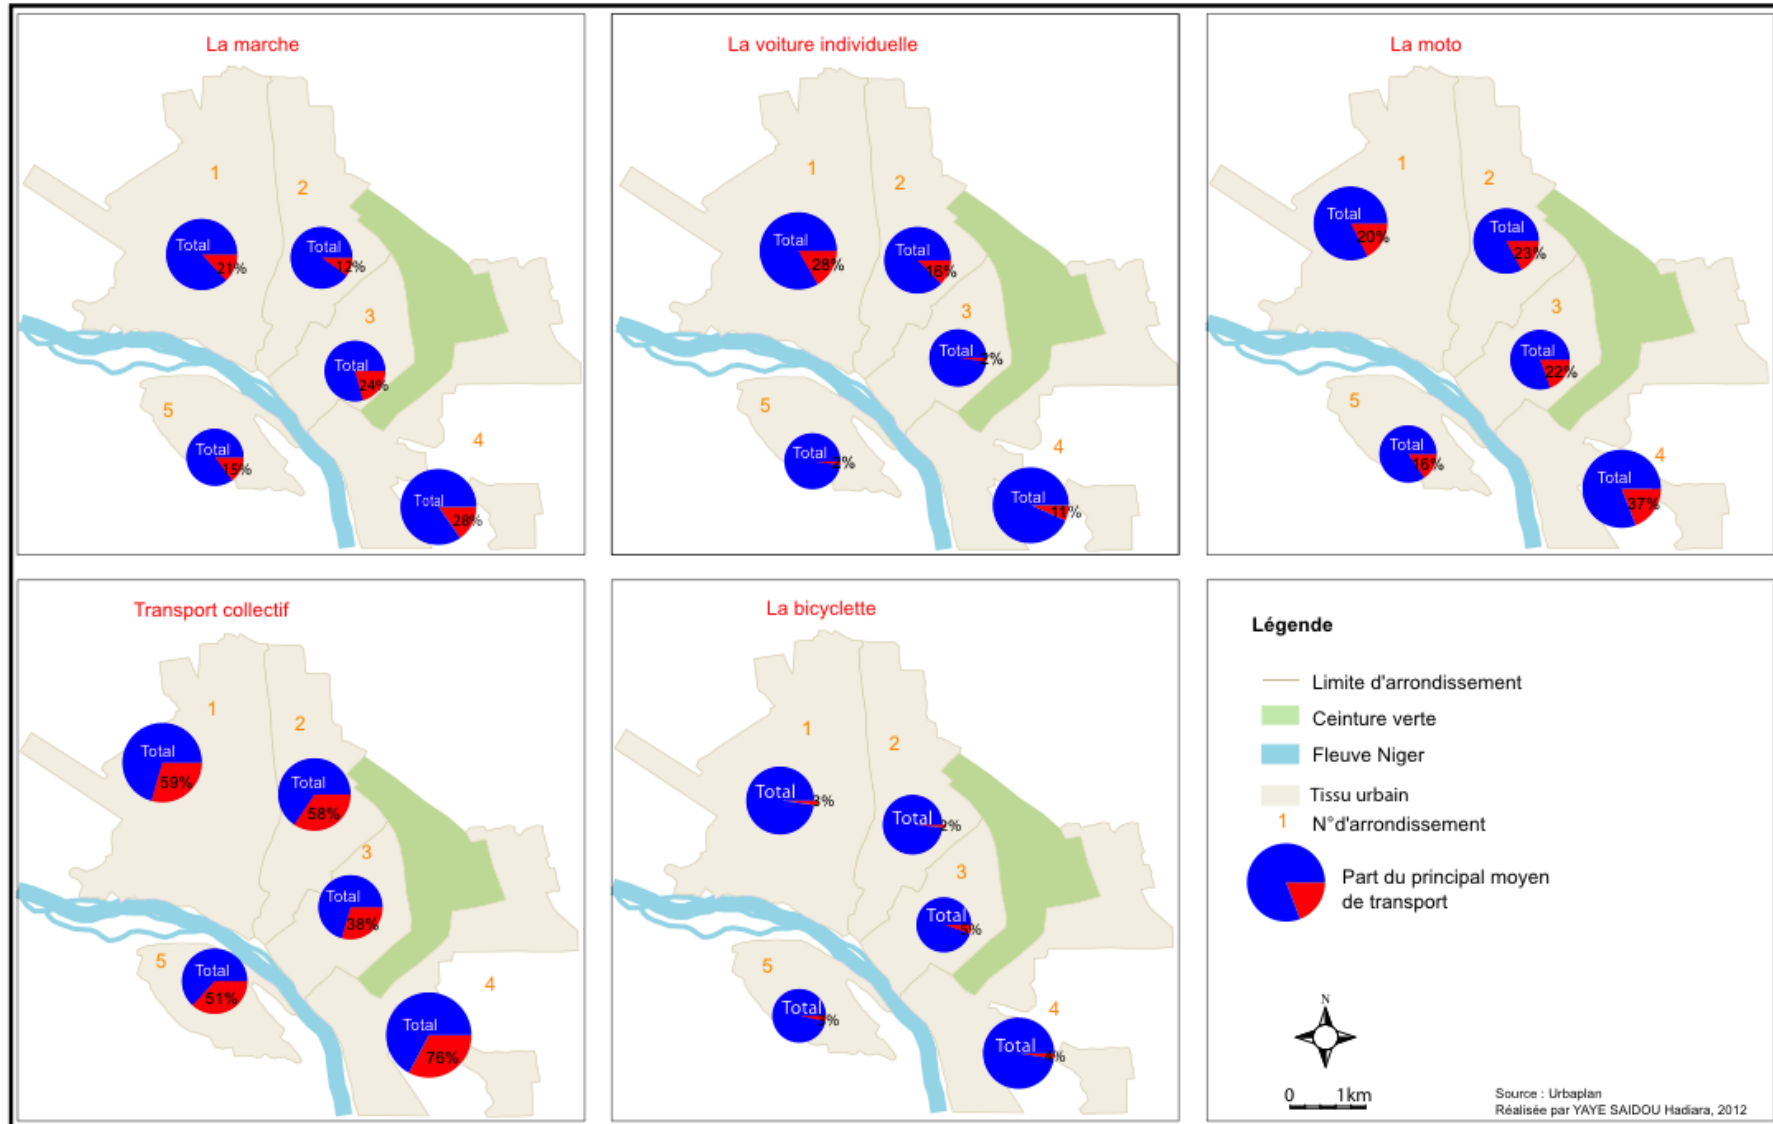 La marche
1
2
Total
21%
Total
12%
3
Total
24%
5
Total
15%
4
Total
28%
La voiture individuelle
1
2
Total
28%
Total
16%
3
Total
2%
5
Total
2%
4
Total
11%
La moto
1
2
Total
20%
Total
23%
3
Total
22%
5
Total
16%
4
Total
37%
Transport collectif
1
2
Total
59%
Total
58%
3
Total
38%
5
Total
51%
4
Total
76%
La bicyclette
1
2
Total
3%
Total
2%
3
Total
5%
5
Total
4
Total
Légende
Limite d'arrondissement
Ceinture verte
Fleuve Niger
Tissu urbain
1 N°d'arrondissement
Part du principal moyen
de transport
N
0 1km
Source : Urbaplan
Réalisée par YAYE SAIDOU Hadiara, 2012